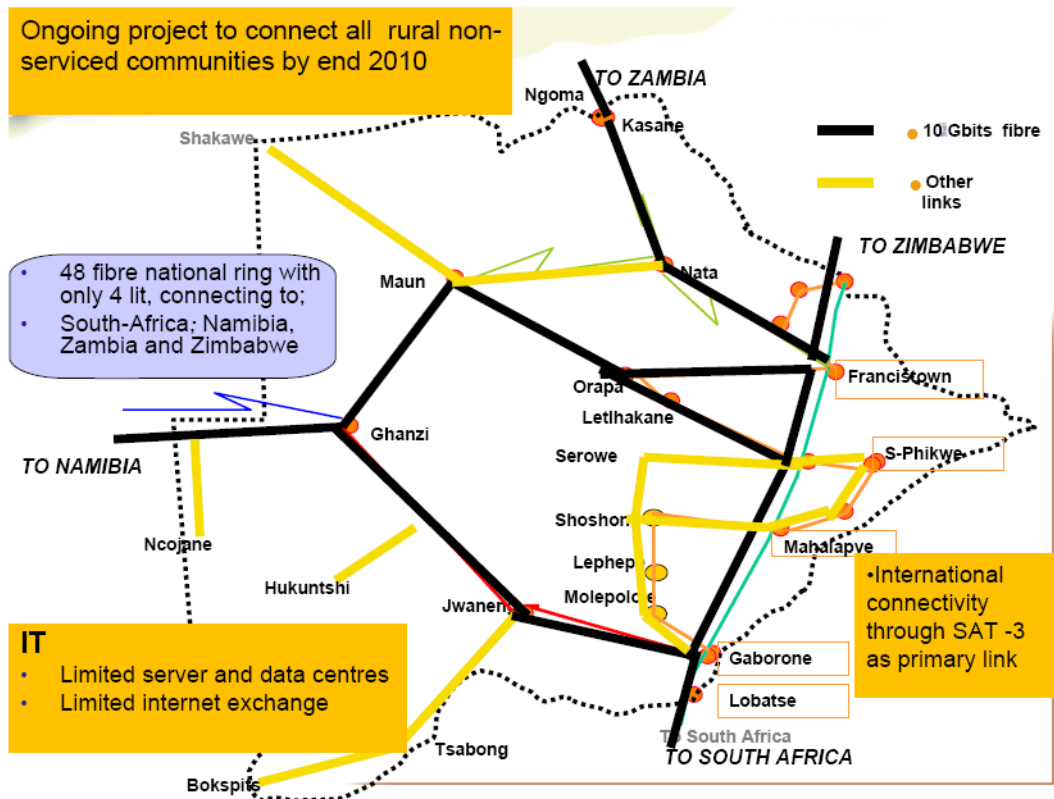 Ongoing project to connect all rural non-
serviced communities by end 2010
TO ZAMBIA
Ngoma
Kasane
Shakawe
10 Gbits fibre
Other
links
TO ZIMBABWE
• 48 fibre national ring with
only 4 lit, connecting to;
• South-Africa; Namibia,
Zambia and Zimbabwe
Maun
Nata
Orapa
Francistown
Letlhakane
Ghanzi
TO NAMIBIA
Serowe
S-Phikwe
Shoshon
Ncojane
Mahalapye
Hukuntshi
Lephepe
Molepolole
Jwaneng
•International
connectivity
through SAT -3
as primary link
IT
• Limited server and data centres
• Limited internet exchange
Gaborone
Lobatse
To South Africa
TO SOUTH AFRICA
Tsabong
Bokspits